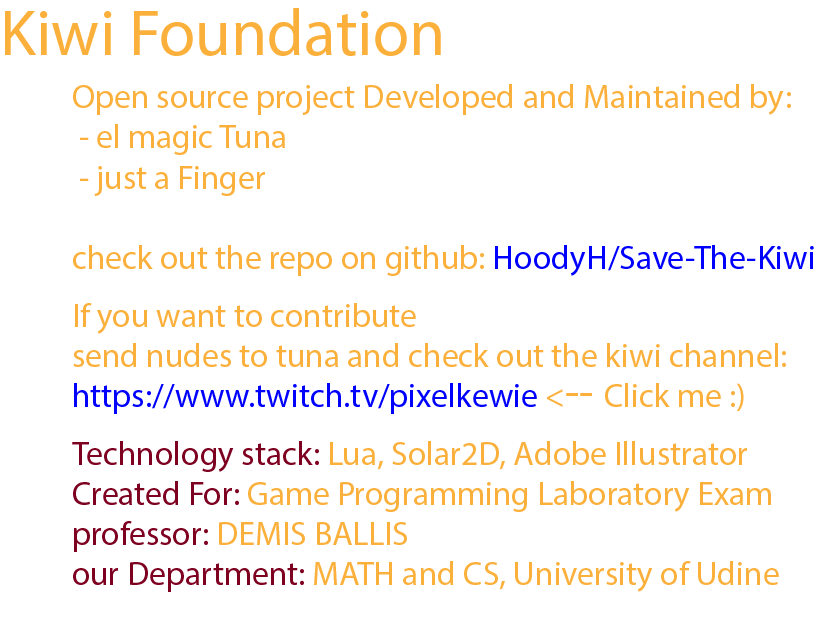 Kiwi Foundation
Open source project Developed and Maintained by:
- el magic Tuna
- just a Finger
check out the repo on github: HoodyH/Save-The-Kiwi
If you want to contribute
send nudes to tuna and check out the kiwi channel:
https://www.twitch.tv/pixelkewie <-- Click me :)
Technology stack: Lua, Solar2D, Adobe Illustrator
Created For: Game Programming Laboratory Exam
professor: DEMIS BALLIS
our Department: MATH and CS, University of Udine